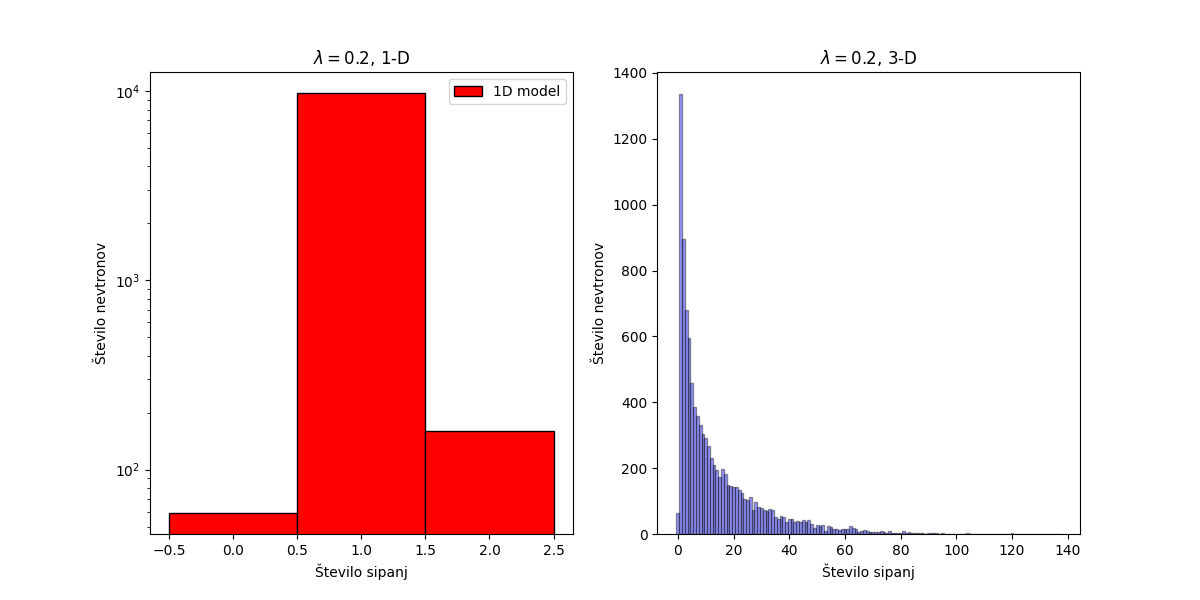 λ = 0.2, 1-D
1D model
10⁴
10³
10²
Število nevtronov
−0.5 0.0 0.5 1.0 1.5 2.0 2.5
Število sipanj
λ = 0.2, 3-D
1400
1200
1000
800
600
400
200
0
Število nevtronov
0 20 40 60 80 100 120 140
Število sipanj